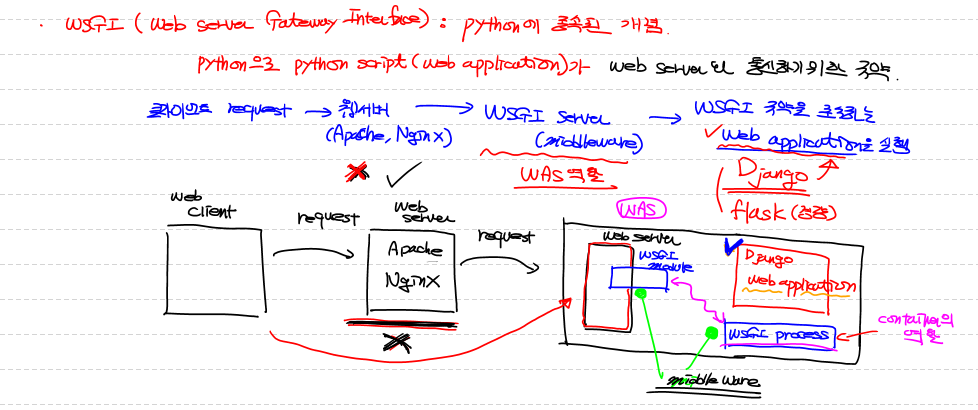 · WSGI (Web server Gateway Interface) : python에 종속된 개념.
python으로 python script(web application)가 web server와 통신하기위한 규약.
클라이언트 request → 웹서버 → WSGI server → WSGI 규약을 준수하는
(Apache, Nginx) (middleware) web application을 실행
WAS 역할
Django
flask (경량)
web client
request
web server
Apache
Nginx
request
WAS
web server
WSGI module
Django
web application
WSGI process
container의 역할
middleware